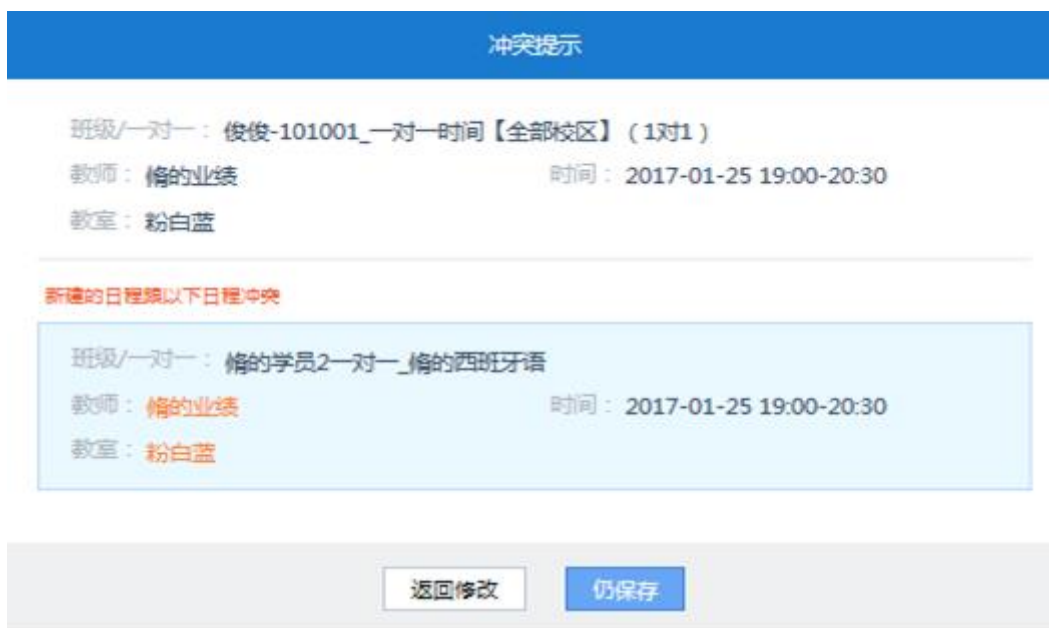 冲突提示
班级/一对一： 俊俊-101001_一对一时间【全部校区】（1对1）
教师： 脩的业绩 时间： 2017-01-25 19:00-20:30
教室： 粉白蓝
新建的日程跟以下日程冲突
班级/一对一： 脩的学员2一对一_脩的西班牙语
教师： 脩的业绩 时间： 2017-01-25 19:00-20:30
教室： 粉白蓝
返回修改 仍保存